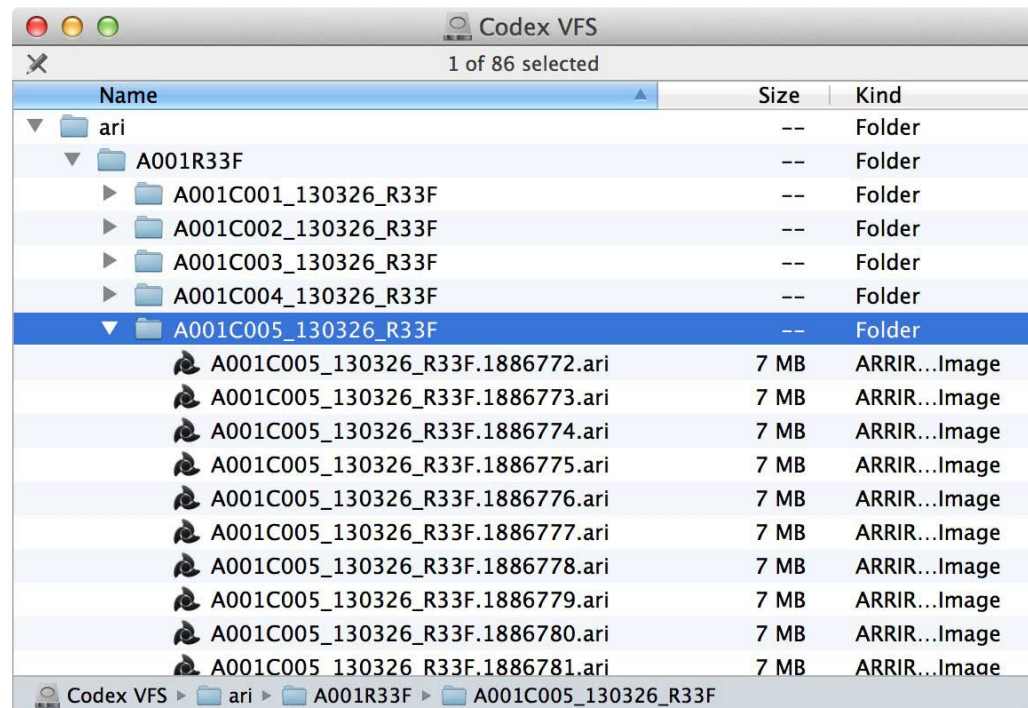 Codex VFS
1 of 86 selected
Name Size Kind
ari -- Folder
A001R33F -- Folder
A001C001_130326_R33F -- Folder
A001C002_130326_R33F -- Folder
A001C003_130326_R33F -- Folder
A001C004_130326_R33F -- Folder
A001C005_130326_R33F -- Folder
A001C005_130326_R33F.1886772.ari 7 MB ARRIR...Image
A001C005_130326_R33F.1886773.ari 7 MB ARRIR...Image
A001C005_130326_R33F.1886774.ari 7 MB ARRIR...Image
A001C005_130326_R33F.1886775.ari 7 MB ARRIR...Image
A001C005_130326_R33F.1886776.ari 7 MB ARRIR...Image
A001C005_130326_R33F.1886777.ari 7 MB ARRIR...Image
A001C005_130326_R33F.1886778.ari 7 MB ARRIR...Image
A001C005_130326_R33F.1886779.ari 7 MB ARRIR...Image
A001C005_130326_R33F.1886780.ari 7 MB ARRIR...Image
A001C005_130326_R33F.1886781.ari 7 MB ARRIR...Image
Codex VFS ▸ ari ▸ A001R33F ▸ A001C005_130326_R33F